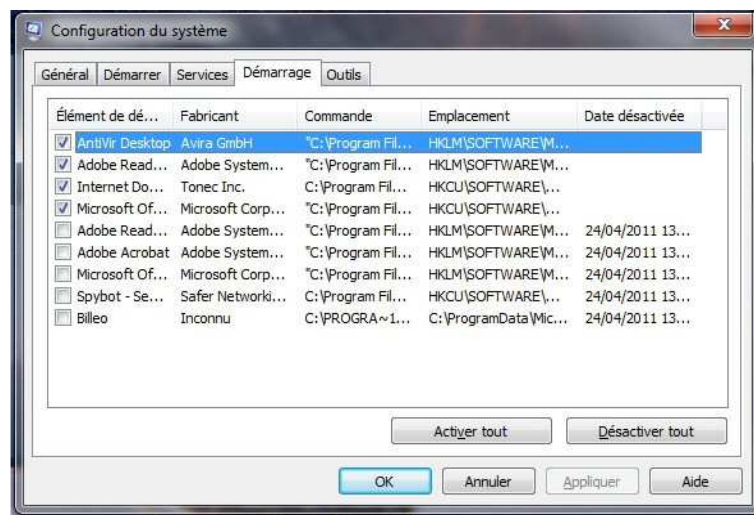 Configuration du système
Général Démarrer Services Démarrage Outils
Élément de dé... Fabricant Commande Emplacement Date désactivée
AntiVir Desktop Avira GmbH "C:\Program Fil... HKLM\SOFTWARE\M...
Adobe Read... Adobe System... "C:\Program Fil... HKLM\SOFTWARE\M...
Internet Do... Tonec Inc. C:\Program Fil... HKCU\SOFTWARE\...
Microsoft Of... Microsoft Corp... "C:\Program Fil... HKCU\SOFTWARE\...
Adobe Read... Adobe System... "C:\Program Fil... HKLM\SOFTWARE\M... 24/04/2011 13...
Adobe Acrobat Adobe System... "C:\Program Fil... HKLM\SOFTWARE\M... 24/04/2011 13...
Microsoft Of... Microsoft Corp... "C:\Program Fil... HKLM\SOFTWARE\M... 24/04/2011 13...
Spybot - Se... Safer Networki... C:\Program Fil... HKCU\SOFTWARE\... 24/04/2011 13...
Billeo Inconnu C:\PROGRA~1... C:\ProgramData\Mic... 24/04/2011 13...
Activer tout Désactiver tout
OK Annuler Appliquer Aide